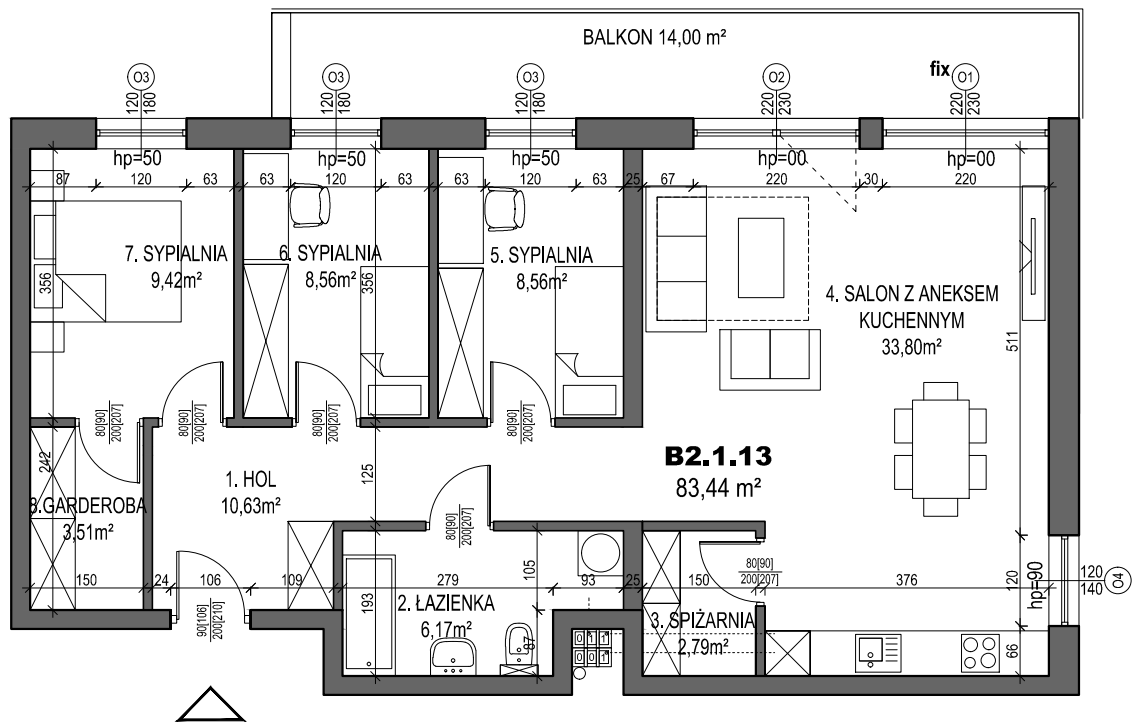 BALKON 14,00 m²
fix
O3
O3
O3
O2
O1
120
180
120
180
120
180
220
230
220
230
hp=50
hp=50
hp=50
hp=00
hp=00
87
120
63
63
120
63
63
120
63
25
67
220
30
220
7. SYPIALNIA
9,42m²
6. SYPIALNIA
8,56m²
5. SYPIALNIA
8,56m²
4. SALON Z ANEKSEM
KUCHENNYM
33,80m²
356
356
511
80[90]
200[207]
80[90]
200[207]
80[90]
200[207]
80[90]
200[207]
B2.1.13
83,44 m²
242
125
1. HOL
10,63m²
8.GARDEROBA
3,51m²
80[90]
200[207]
80[90]
200[207]
150
24
106
109
279
105
93
25
150
376
120
hp=90
120
140
O4
193
2. ŁAZIENKA
6,17m²
87
3. SPIŻARNIA
2,79m²
66
90[106]
200[210]